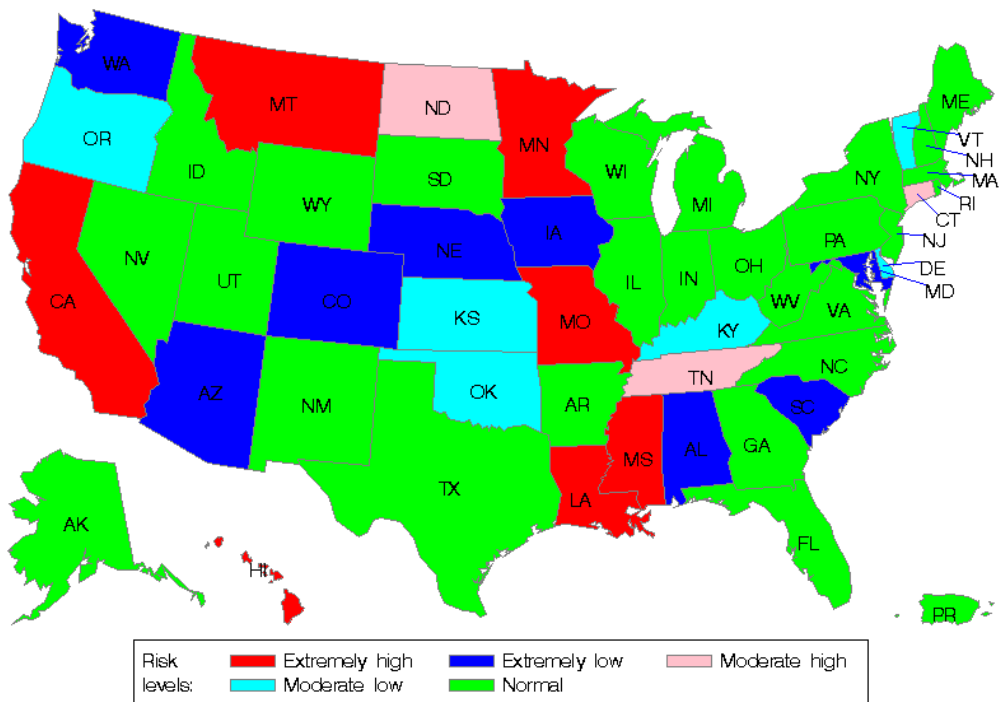 WA
MT
ND
MN
ME
OR
VT
ID
WI
NH
SD
NY
MA
WY
MI
RI
CT
IA
NE
PA
NJ
NV
OH
UT
IL
IN
DE
CO
WV
MD
CA
KS
MO
KY
VA
TN
NC
AZ
OK
NM
AR
SC
MS
AL
GA
TX
LA
AK
FL
HI
PR
Risk levels:
Extremely high
Extremely low
Moderate high
Moderate low
Normal